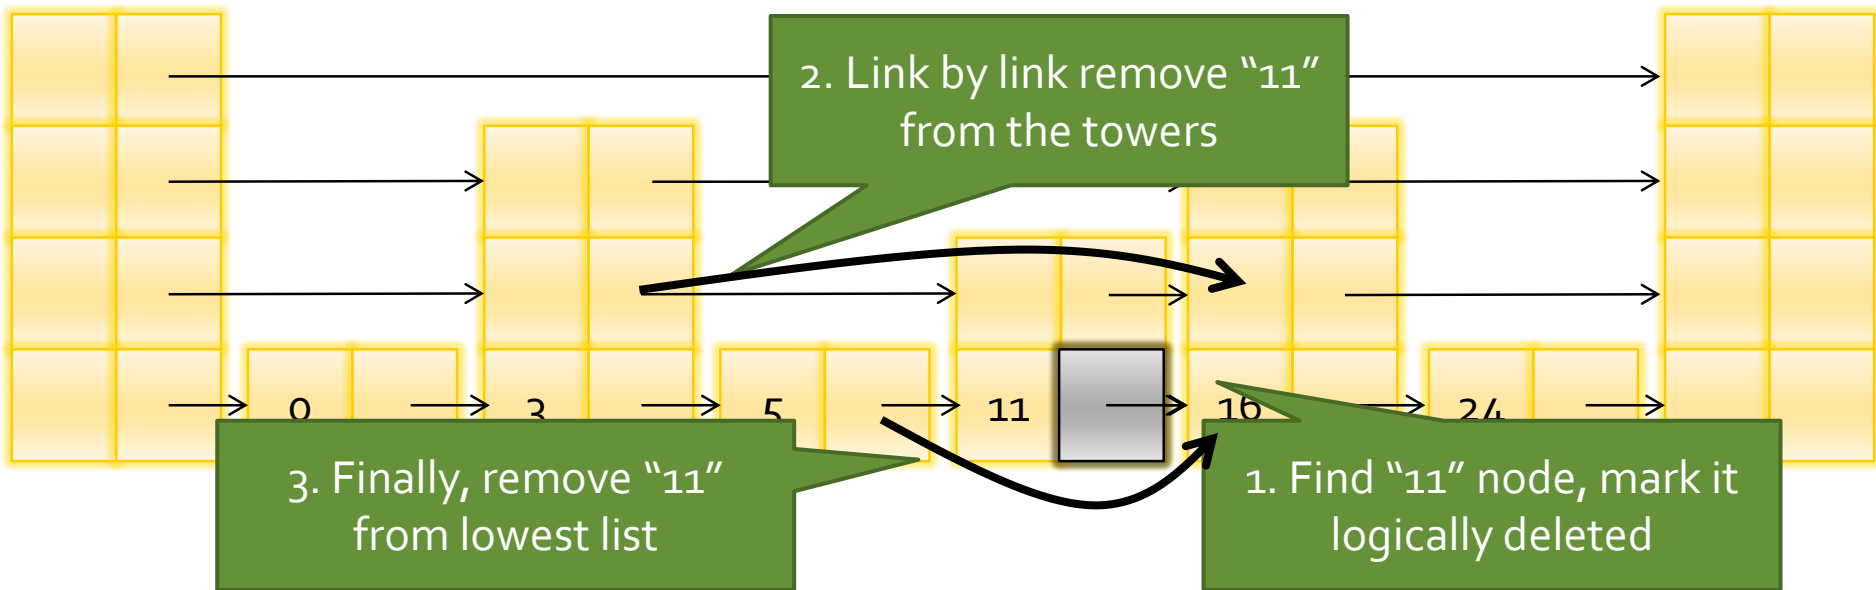 2. Link by link remove “11”
from the towers
0 3 5 11 16 24
3. Finally, remove “11”
from lowest list
1. Find “11” node, mark it
logically deleted